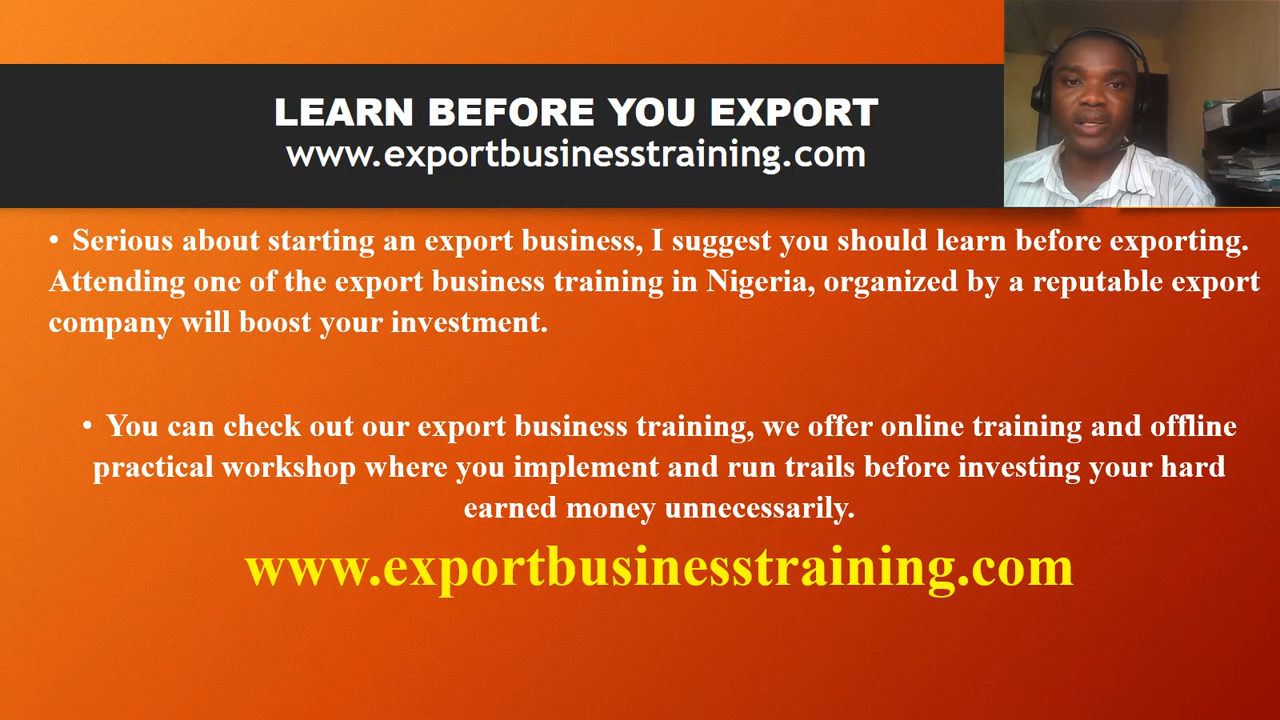 LEARN BEFORE YOU EXPORT
www.exportbusinesstraining.com
• Serious about starting an export business, I suggest you should learn before exporting.
Attending one of the export business training in Nigeria, organized by a reputable export
company will boost your investment.
• You can check out our export business training, we offer online training and offline
practical workshop where you implement and run trails before investing your hard
earned money unnecessarily.
www.exportbusinesstraining.com